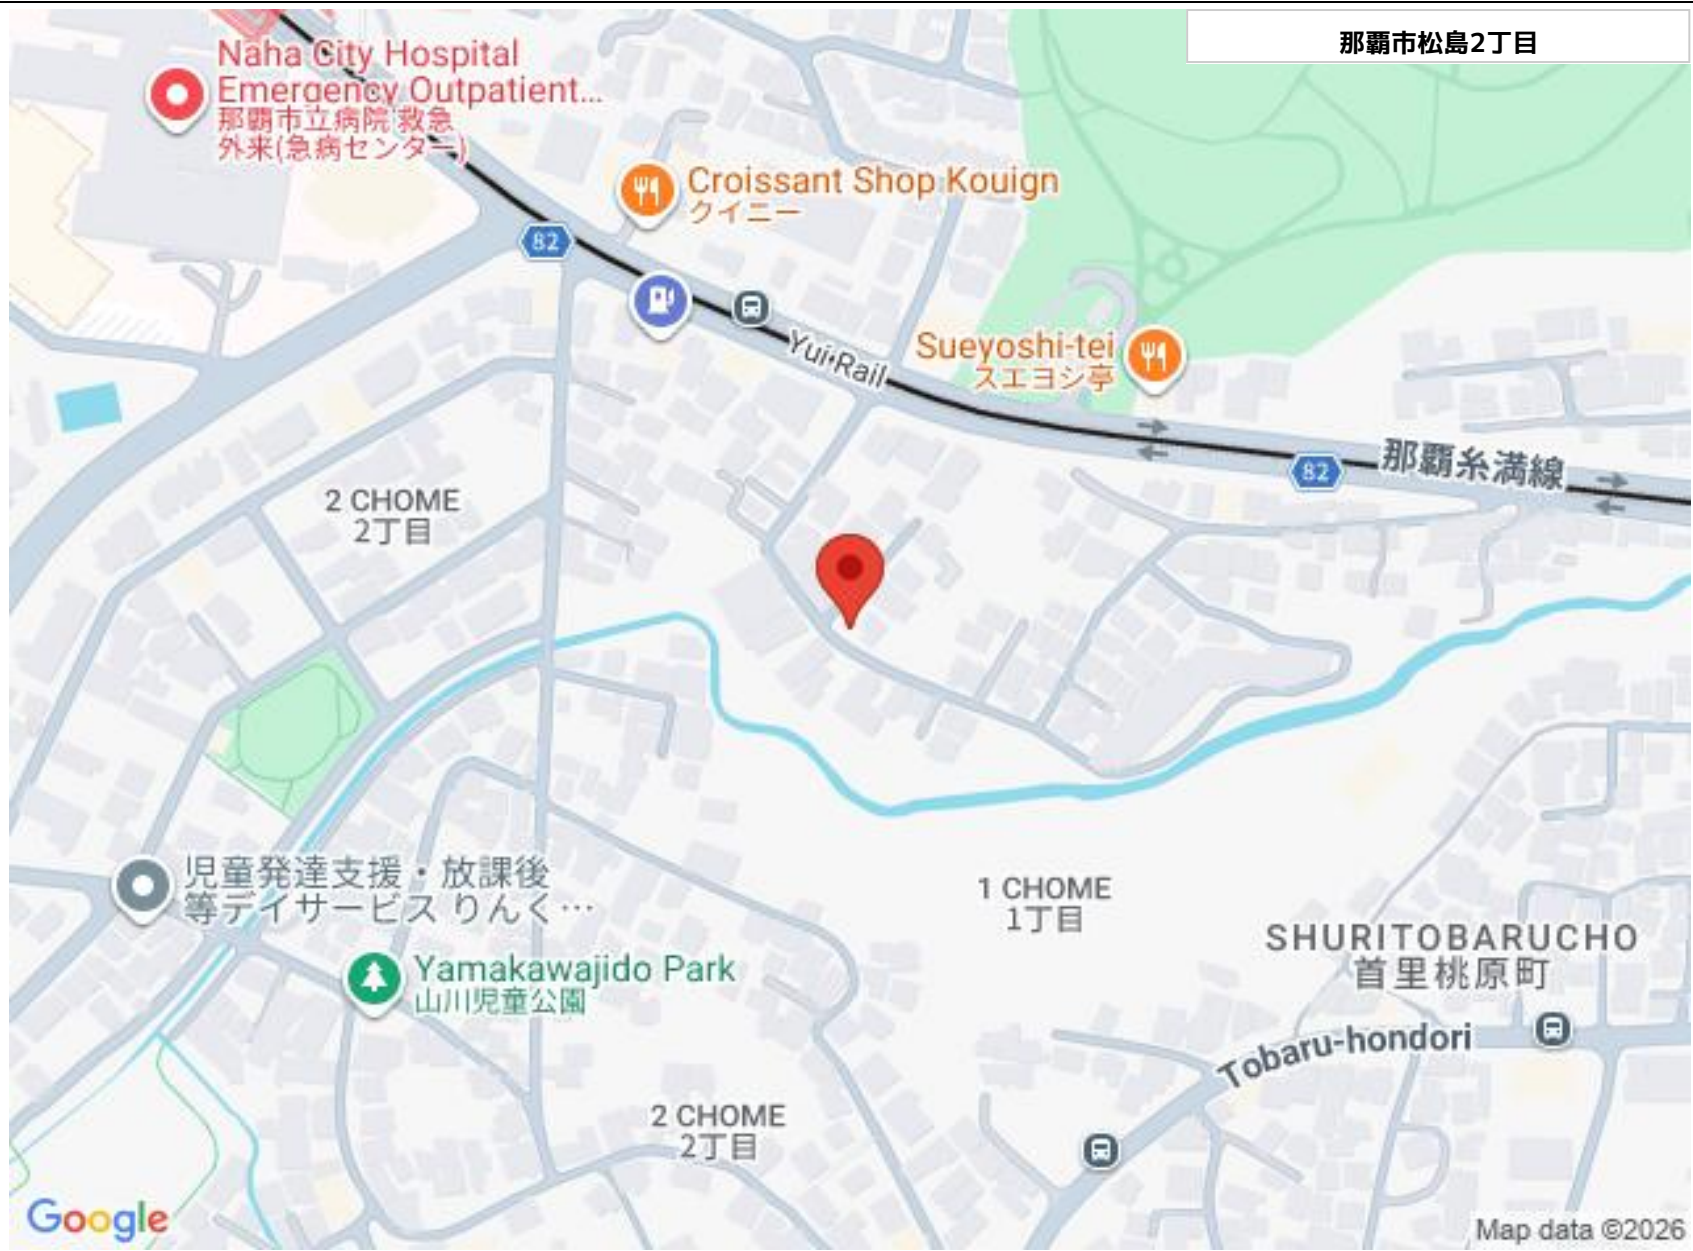 那覇市松島2丁目
Naha City Hospital
Emergency Outpatient...
那覇市立病院 救急
外来(急病センター)
Croissant Shop Kouign
クイニー
82
Yui-Rail
Sueyoshi-tei
スエヨシ亭
82
那覇糸満線
2 CHOME
2丁目
児童発達支援・放課後
等デイサービス りんく…
Yamakawajido Park
山川児童公園
1 CHOME
1丁目
SHURITOBARUCHO
首里桃原町
Tobaru-hondori
2 CHOME
2丁目
Google
Map data ©2026